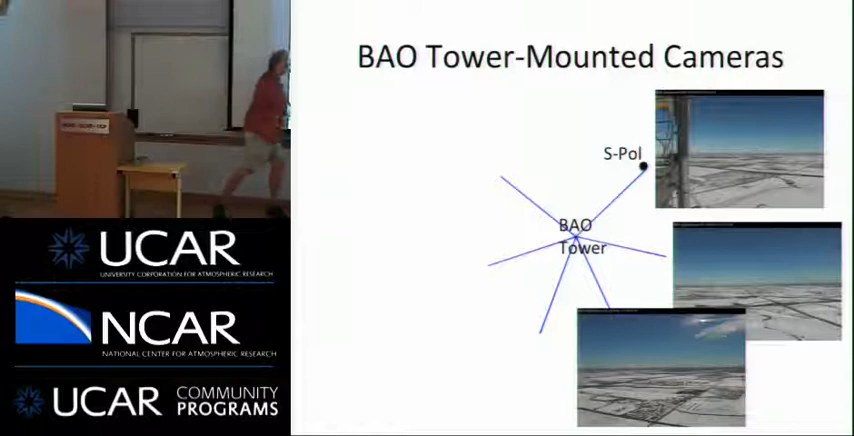 BAO Tower-Mounted Cameras
S-Pol
BAO
Tower
UCAR
UNIVERSITY CORPORATION FOR ATMOSPHERIC RESEARCH
NCAR
NATIONAL CENTER FOR ATMOSPHERIC RESEARCH
UCAR COMMUNITY
PROGRAMS